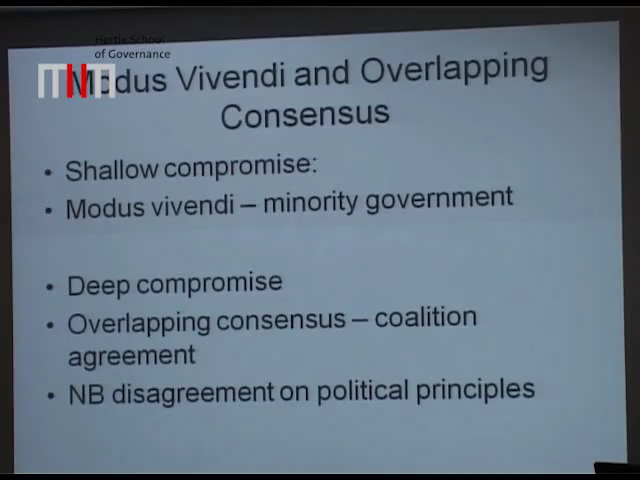 Hertie School
of Governance
Modus Vivendi and Overlapping
Consensus
• Shallow compromise:
• Modus vivendi – minority government
• Deep compromise
• Overlapping consensus – coalition
agreement
• NB disagreement on political principles